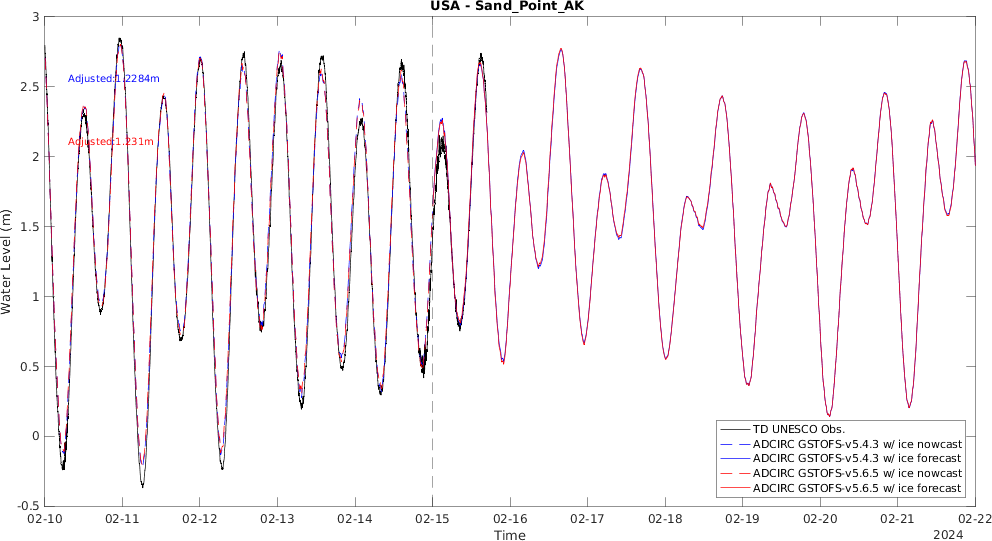 USA - Sand_Point_AK
3
2.5
2
1.5
1
0.5
0
-0.5
Water Level (m)
Adjusted:1.2284m
Adjusted:1.231m
TD UNESCO Obs.
ADCIRC GSTOFS-v5.4.3 w/ ice nowcast
ADCIRC GSTOFS-v5.4.3 w/ ice forecast
ADCIRC GSTOFS-v5.6.5 w/ ice nowcast
ADCIRC GSTOFS-v5.6.5 w/ ice forecast
02-10 02-11 02-12 02-13 02-14 02-15 02-16 02-17 02-18 02-19 02-20 02-21 02-22
Time
2024